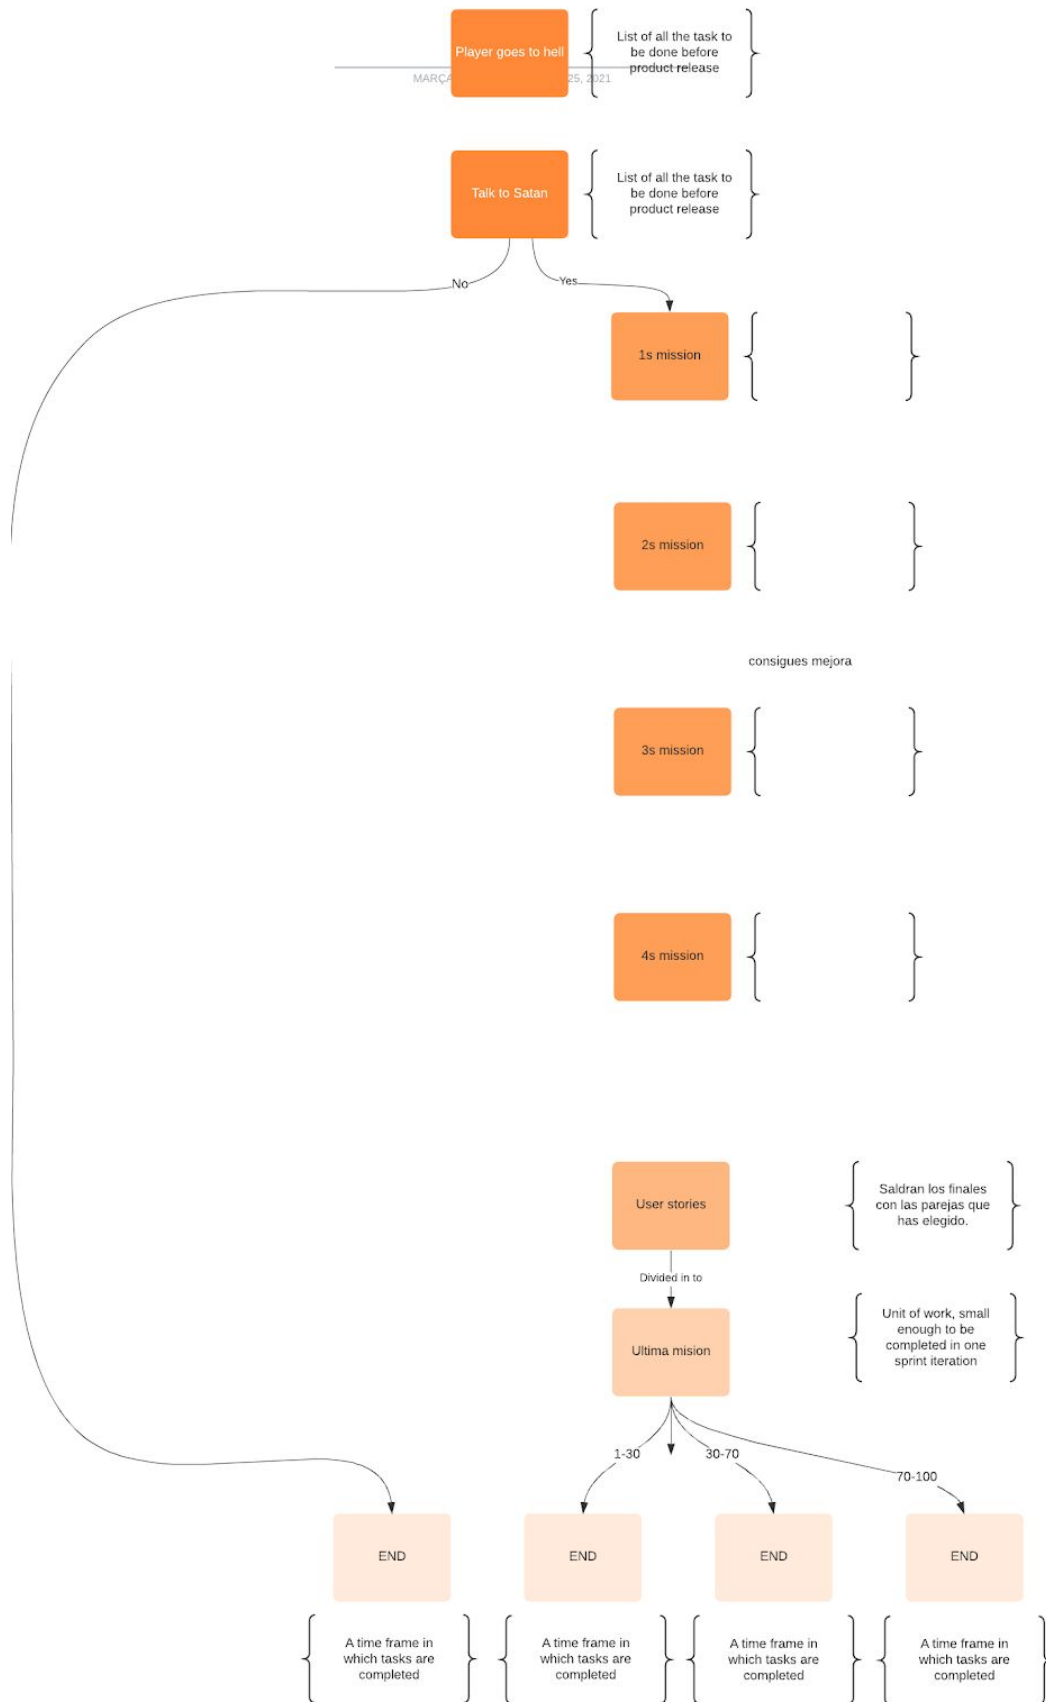 Player goes to hell
List of all the task to
be done before
product release
MARÇA
25, 2021
Talk to Satan
List of all the task to
be done before
product release
No
Yes
1s mission
2s mission
consigues mejora
3s mission
4s mission
User stories
Saldran los finales
con las parejas que
has elegido.
Divided in to
Ultima mision
Unit of work, small
enough to be
completed in one
sprint iteration
1-30
30-70
70-100
END
END
END
END
A time frame in
which tasks are
completed
A time frame in
which tasks are
completed
A time frame in
which tasks are
completed
A time frame in
which tasks are
completed